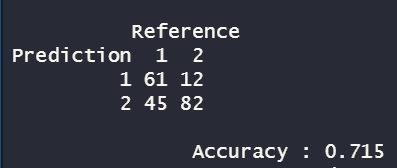 Reference
Prediction 1 2
1 61 12
2 45 82
Accuracy : 0.715